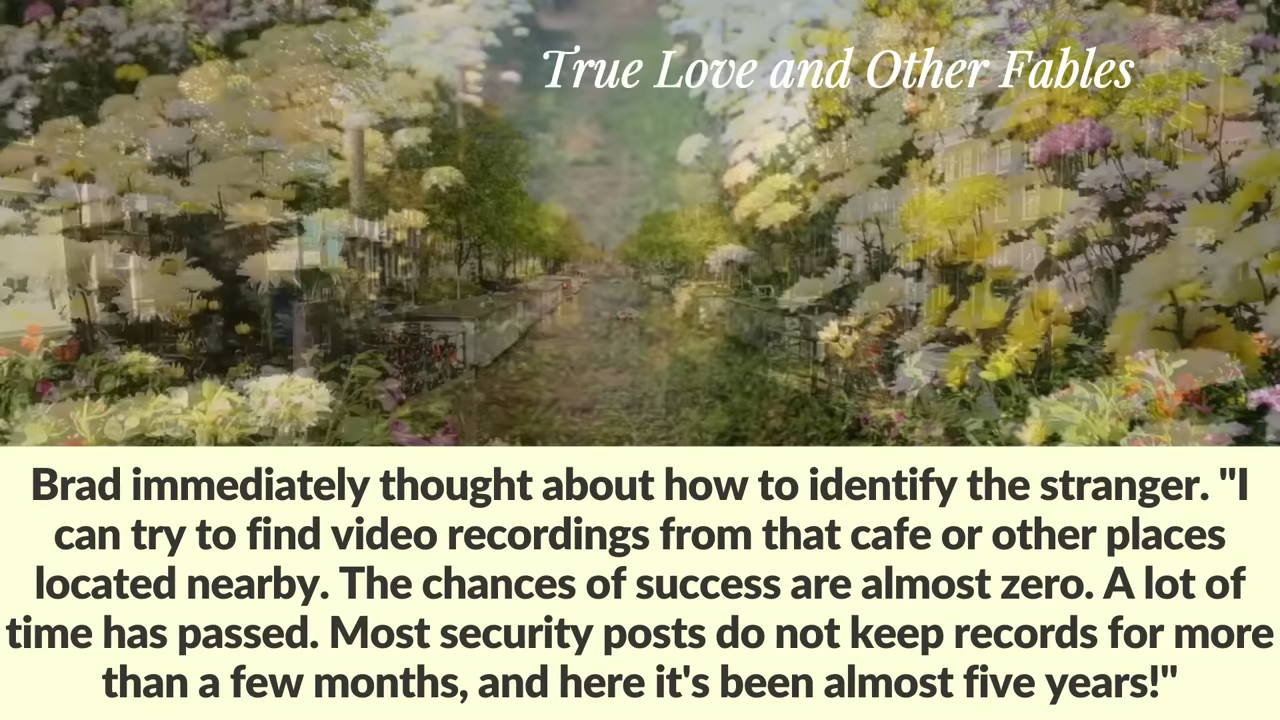 True Love and Other Fables
Brad immediately thought about how to identify the stranger. "I
can try to find video recordings from that cafe or other places
located nearby. The chances of success are almost zero. A lot of
time has passed. Most security posts do not keep records for more
than a few months, and here it's been almost five years!"